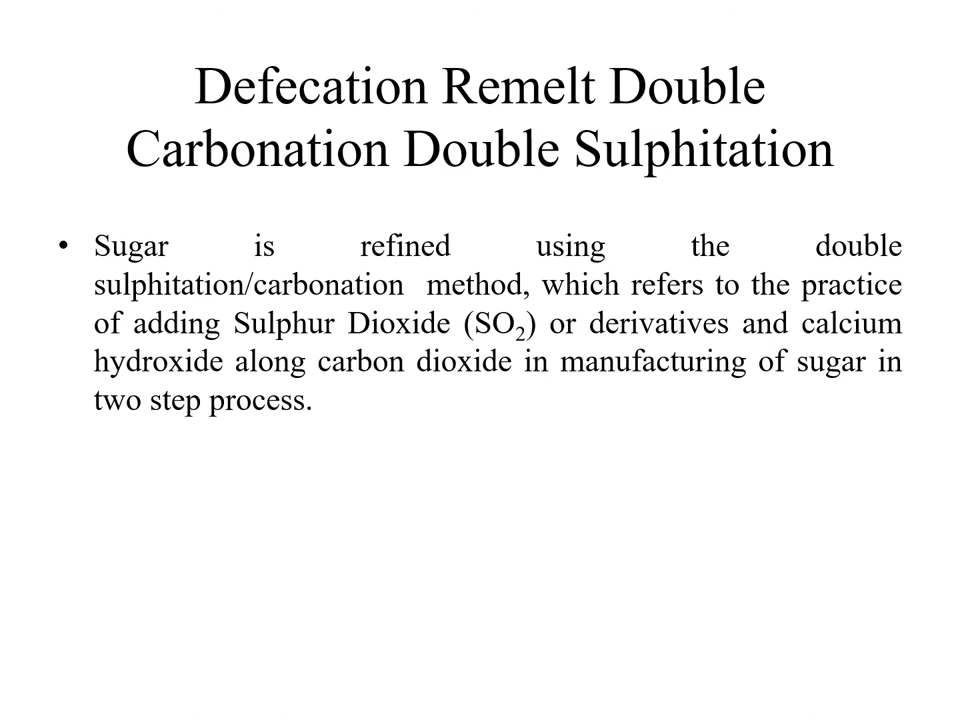 Defecation Remelt Double
Carbonation Double Sulphitation
• Sugar is refined using the double
sulphitation/carbonation method, which refers to the practice
of adding Sulphur Dioxide (SO₂) or derivatives and calcium
hydroxide along carbon dioxide in manufacturing of sugar in
two step process.